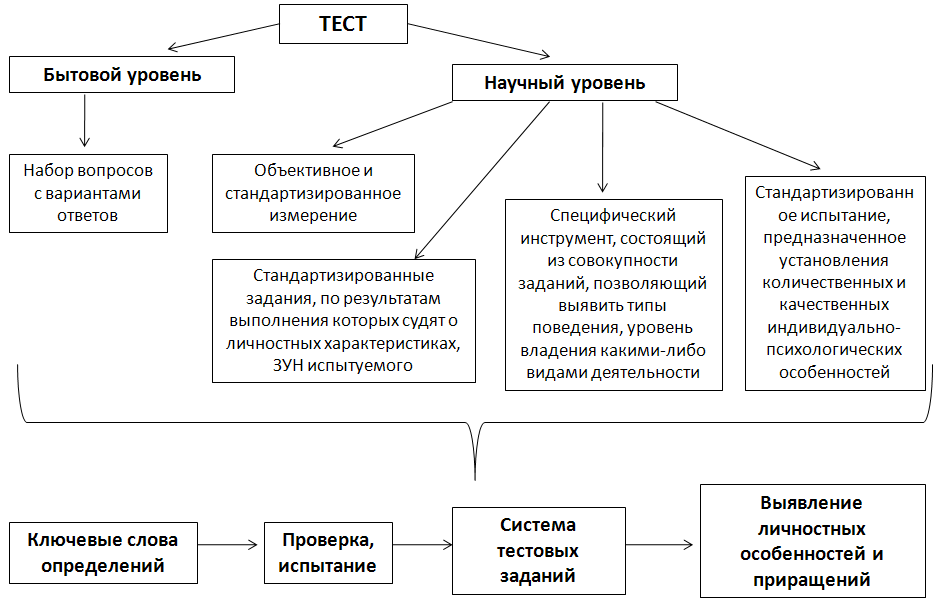 ТЕСТ
Бытовой уровень
Научный уровень
Набор вопросов
с вариантами
ответов
Объективное и
стандартизированное
измерение
Стандартизированные
задания, по результатам
выполнения которых судят о
личностных характеристиках,
ЗУН испытуемого
Специфический
инструмент, состоящий
из совокупности
заданий, позволяющий
выявить типы
поведения, уровень
владения какими-либо
видами деятельности
Стандартизированн
ое испытание,
предназначенное
установления
количественных и
качественных
индивидуально-
психологических
особенностей
Ключевые слова
определений
Проверка,
испытание
Система
тестовых
заданий
Выявление
личностных
особенностей и
приращений